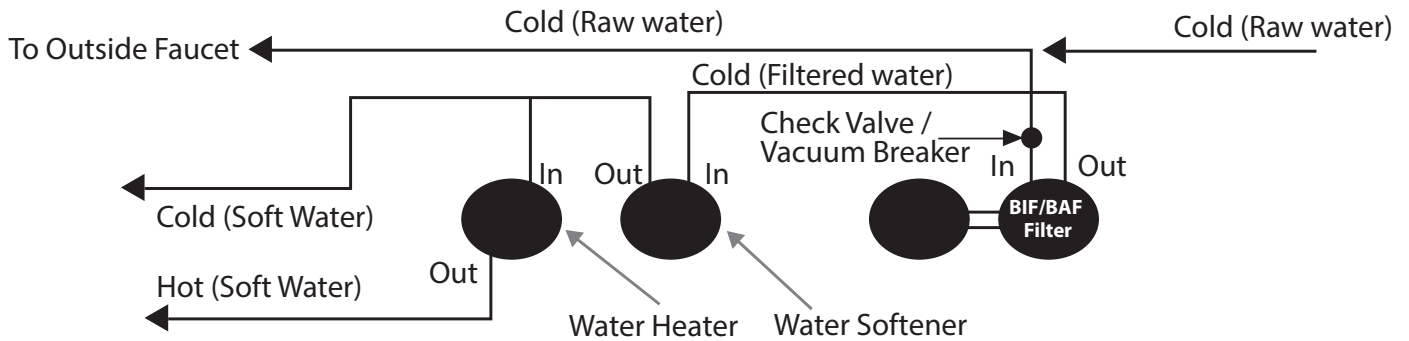 Cold (Raw water)
Cold (Raw water)
To Outside Faucet
Cold (Filtered water)
Check Valve /
Vacuum Breaker
In
Out
In
Out
In
BIF/BAF
Filter
Cold (Soft Water)
Out
Hot (Soft Water)
Water Heater
Water Softener